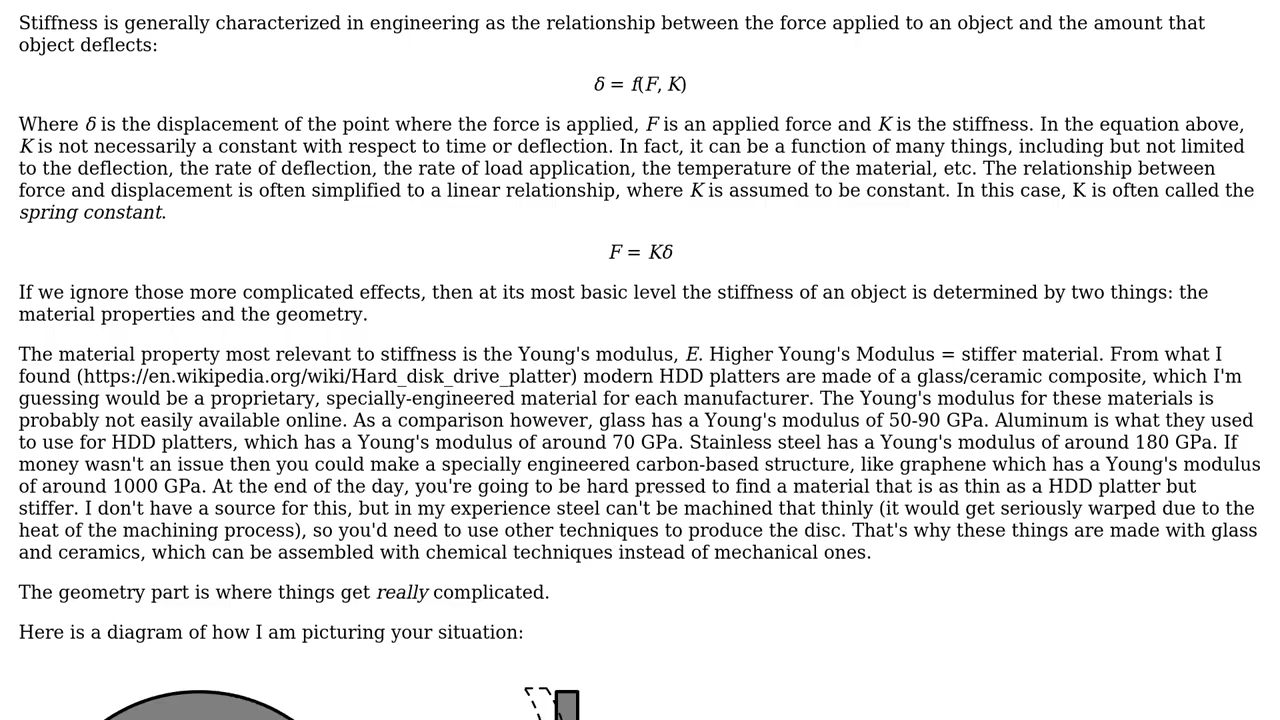 Stiffness is generally characterized in engineering as the relationship between the force applied to an object and the amount that
object deflects:
δ = f(F, K)
Where δ is the displacement of the point where the force is applied, F is an applied force and K is the stiffness. In the equation above,
K is not necessarily a constant with respect to time or deflection. In fact, it can be a function of many things, including but not limited
to the deflection, the rate of deflection, the rate of load application, the temperature of the material, etc. The relationship between
force and displacement is often simplified to a linear relationship, where K is assumed to be constant. In this case, K is often called the
spring constant.
F = Kδ
If we ignore those more complicated effects, then at its most basic level the stiffness of an object is determined by two things: the
material properties and the geometry.
The material property most relevant to stiffness is the Young's modulus, E. Higher Young's Modulus = stiffer material. From what I
found (https://en.wikipedia.org/wiki/Hard_disk_drive_platter) modern HDD platters are made of a glass/ceramic composite, which I'm
guessing would be a proprietary, specially-engineered material for each manufacturer. The Young's modulus for these materials is
probably not easily available online. As a comparison however, glass has a Young's modulus of 50-90 GPa. Aluminum is what they used
to use for HDD platters, which has a Young's modulus of around 70 GPa. Stainless steel has a Young's modulus of around 180 GPa. If
money wasn't an issue then you could make a specially engineered carbon-based structure, like graphene which has a Young's modulus
of around 1000 GPa. At the end of the day, you're going to be hard pressed to find a material that is as thin as a HDD platter but
stiffer. I don't have a source for this, but in my experience steel can't be machined that thinly (it would get seriously warped due to the
heat of the machining process), so you'd need to use other techniques to produce the disc. That's why these things are made with glass
and ceramics, which can be assembled with chemical techniques instead of mechanical ones.
The geometry part is where things get really complicated.
Here is a diagram of how I am picturing your situation: